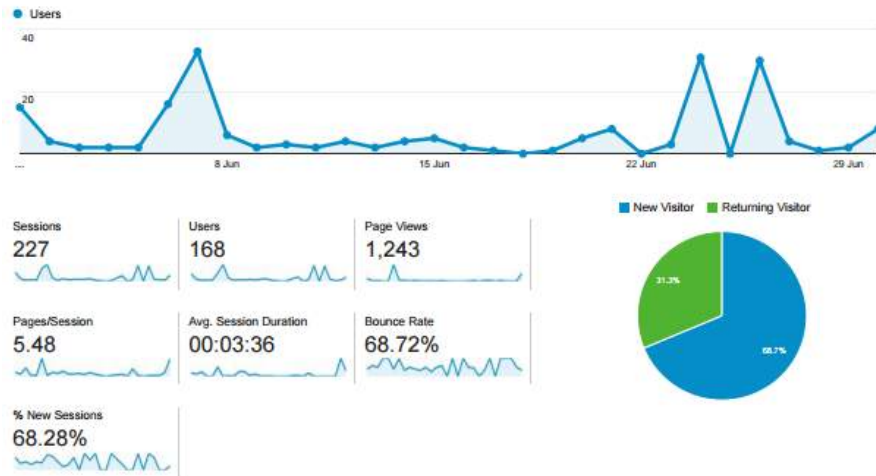 Users
40
20
...
8 Jun
15 Jun
22 Jun
29 Jun
New Visitor
Returning Visitor
Sessions
227
Users
168
Page Views
1,243
31.3%
68.7%
Pages/Session
5.48
Avg. Session Duration
00:03:36
Bounce Rate
68.72%
% New Sessions
68.28%